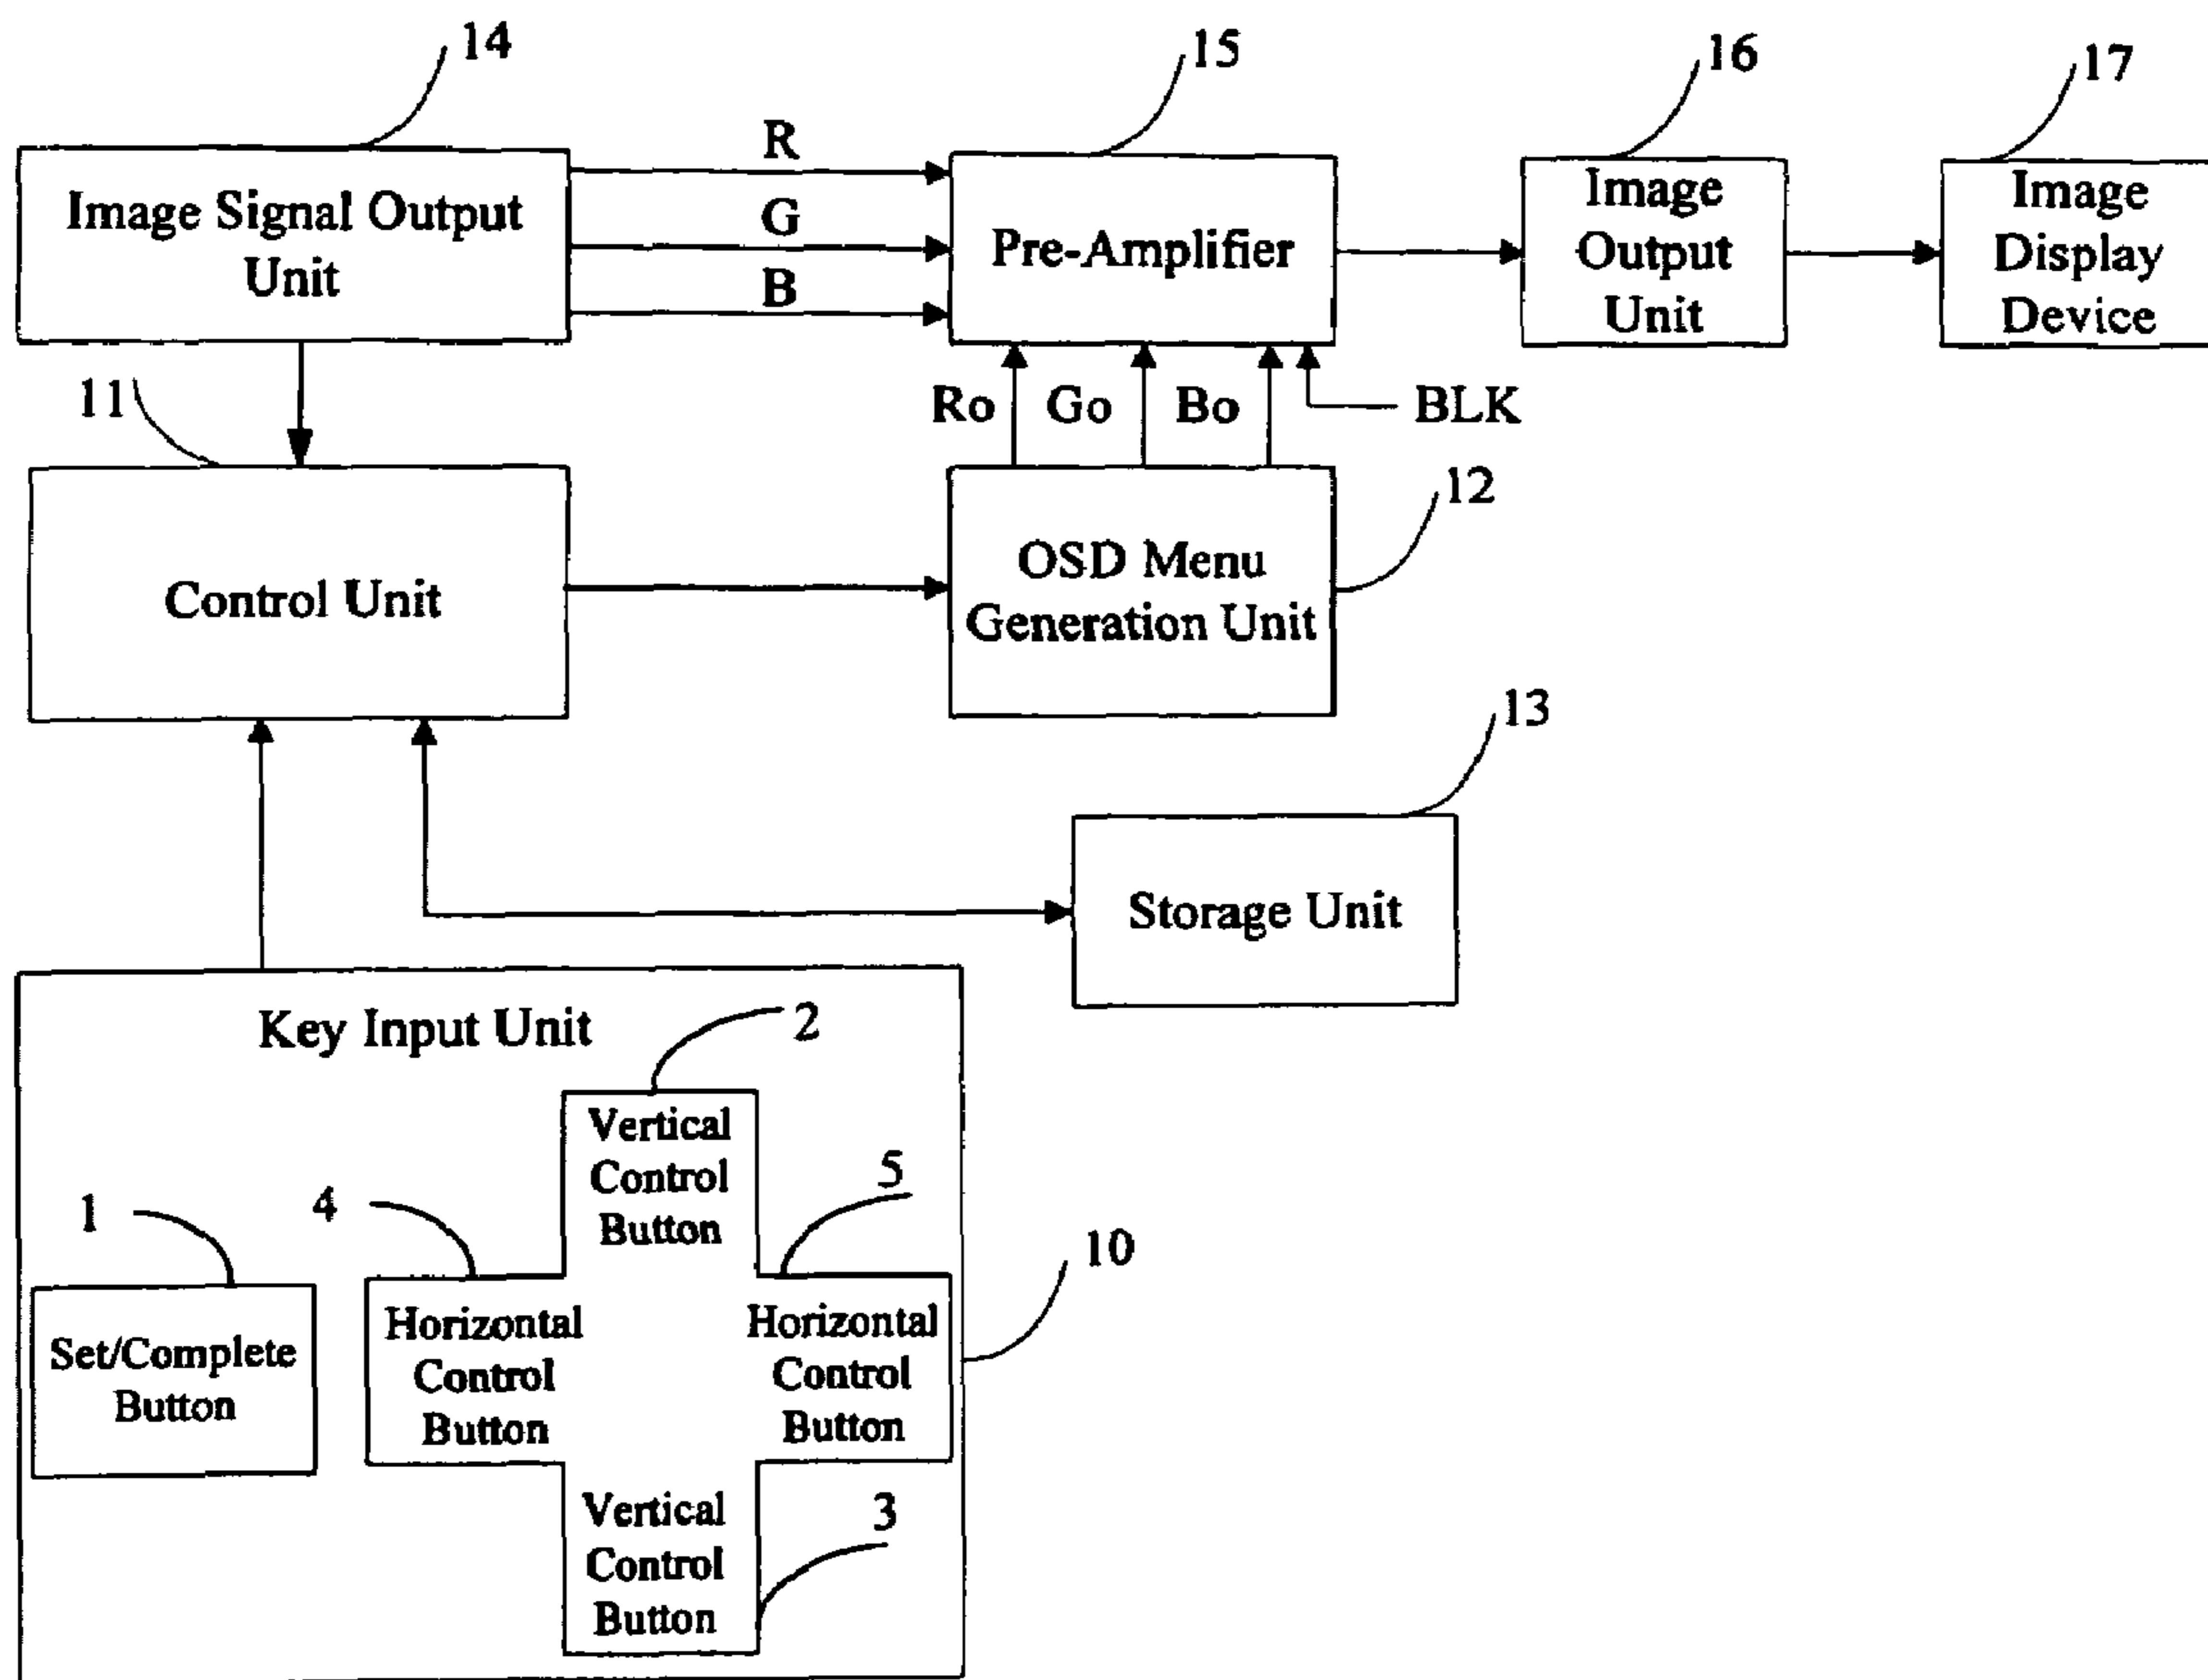 14
15
16
17
R
Image Signal Output
Unit
G
B
Pre-Amplifier
Image
Output
Unit
Image
Display
Device
11
Ro
Go
Bo
BLK
12
Control Unit
OSD Menu
Generation Unit
13
Storage Unit
Key Input Unit
2
Vertical
Control
Button
5
4
1
10
Set/Complete
Button
Horizontal
Control
Button
Horizontal
Control
Button
3
Vertical
Control
Button